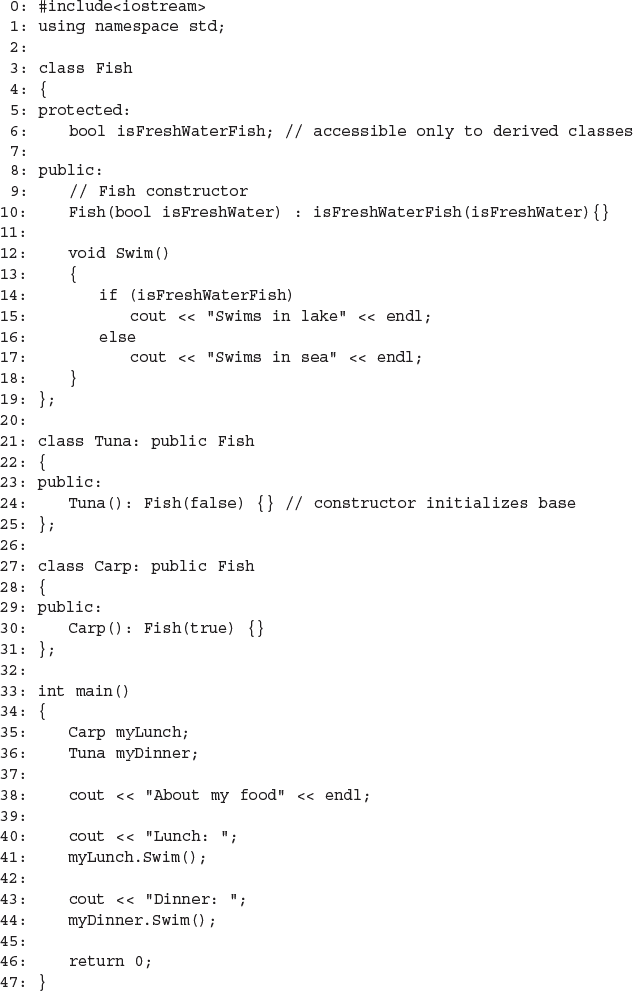 0: #include<iostream>
1: using namespace std;
2:
3: class Fish
4: {
5: protected:
6:    bool isFreshWaterFish; // accessible only to derived classes
7:
8: public:
9:    // Fish constructor
10:    Fish(bool isFreshWater) : isFreshWaterFish(isFreshWater){}
11:
12:    void Swim()
13:    {
14:       if (isFreshWaterFish)
15:          cout << "Swims in lake" << endl;
16:       else
17:          cout << "Swims in sea" << endl;
18:    }
19: };
20:
21: class Tuna: public Fish
22: {
23: public:
24:    Tuna(): Fish(false) {} // constructor initializes base
25: };
26:
27: class Carp: public Fish
28: {
29: public:
30:    Carp(): Fish(true) {}
31: };
32:
33: int main()
34: {
35:    Carp myLunch;
36:    Tuna myDinner;
37:
38:    cout << "About my food" << endl;
39:
40:    cout << "Lunch: ";
41:    myLunch.Swim();
42:
43:    cout << "Dinner: ";
44:    myDinner.Swim();
45:
46:    return 0;
47: }